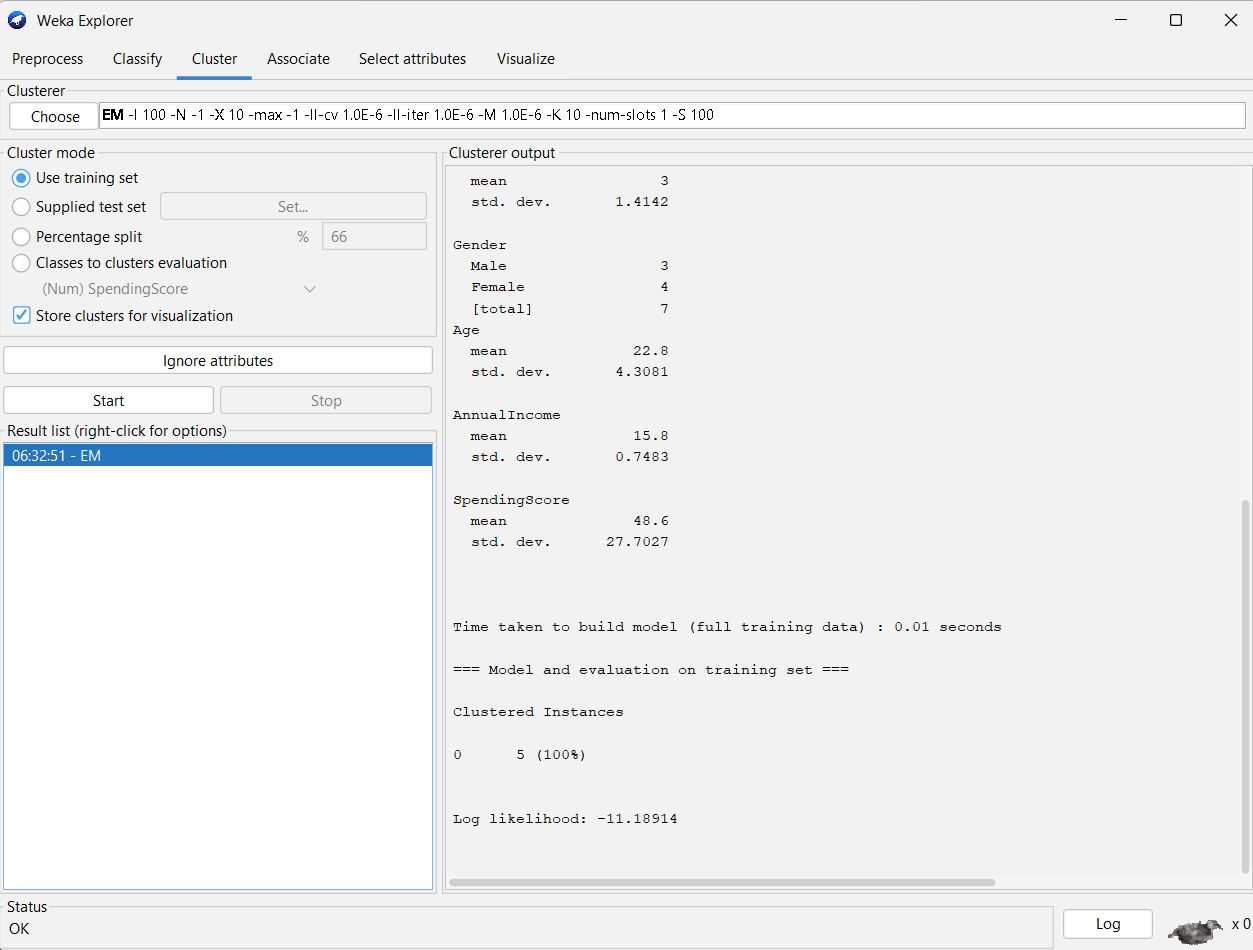 Weka Explorer
Preprocess Classify Cluster Associate Select attributes Visualize
Clusterer
Choose EM -I 100 -N -1 -X 10 -max -1 -ll-cv 1.0E-6 -ll-iter 1.0E-6 -M 1.0E-6 -K 10 -num-slots 1 -S 100
Cluster mode
Use training set
Supplied test set Set...
Percentage split % 66
Classes to clusters evaluation
(Num) SpendingScore
Store clusters for visualization
Ignore attributes
Start Stop
Result list (right-click for options)
06:32:51 - EM
Clusterer output
mean 3
std. dev. 1.4142
Gender
Male 3
Female 4
[total] 7
Age
mean 22.8
std. dev. 4.3081
AnnualIncome
mean 15.8
std. dev. 0.7483
SpendingScore
mean 48.6
std. dev. 27.7027
Time taken to build model (full training data) : 0.01 seconds
=== Model and evaluation on training set ===
Clustered Instances
0 5 (100%)
Log likelihood: -11.18914
Status
OK
Log x 0